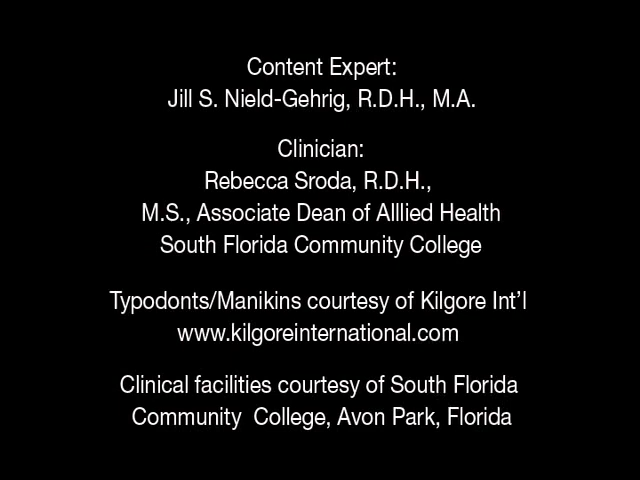 Content Expert:
Jill S. Nield-Gehrig, R.D.H., M.A.
Clinician:
Rebecca Sroda, R.D.H.,
M.S., Associate Dean of Alllied Health
South Florida Community College
Typodonts/Manikins courtesy of Kilgore Int'l
www.kilgoreinternational.com
Clinical facilities courtesy of South Florida
Community  College, Avon Park, Florida